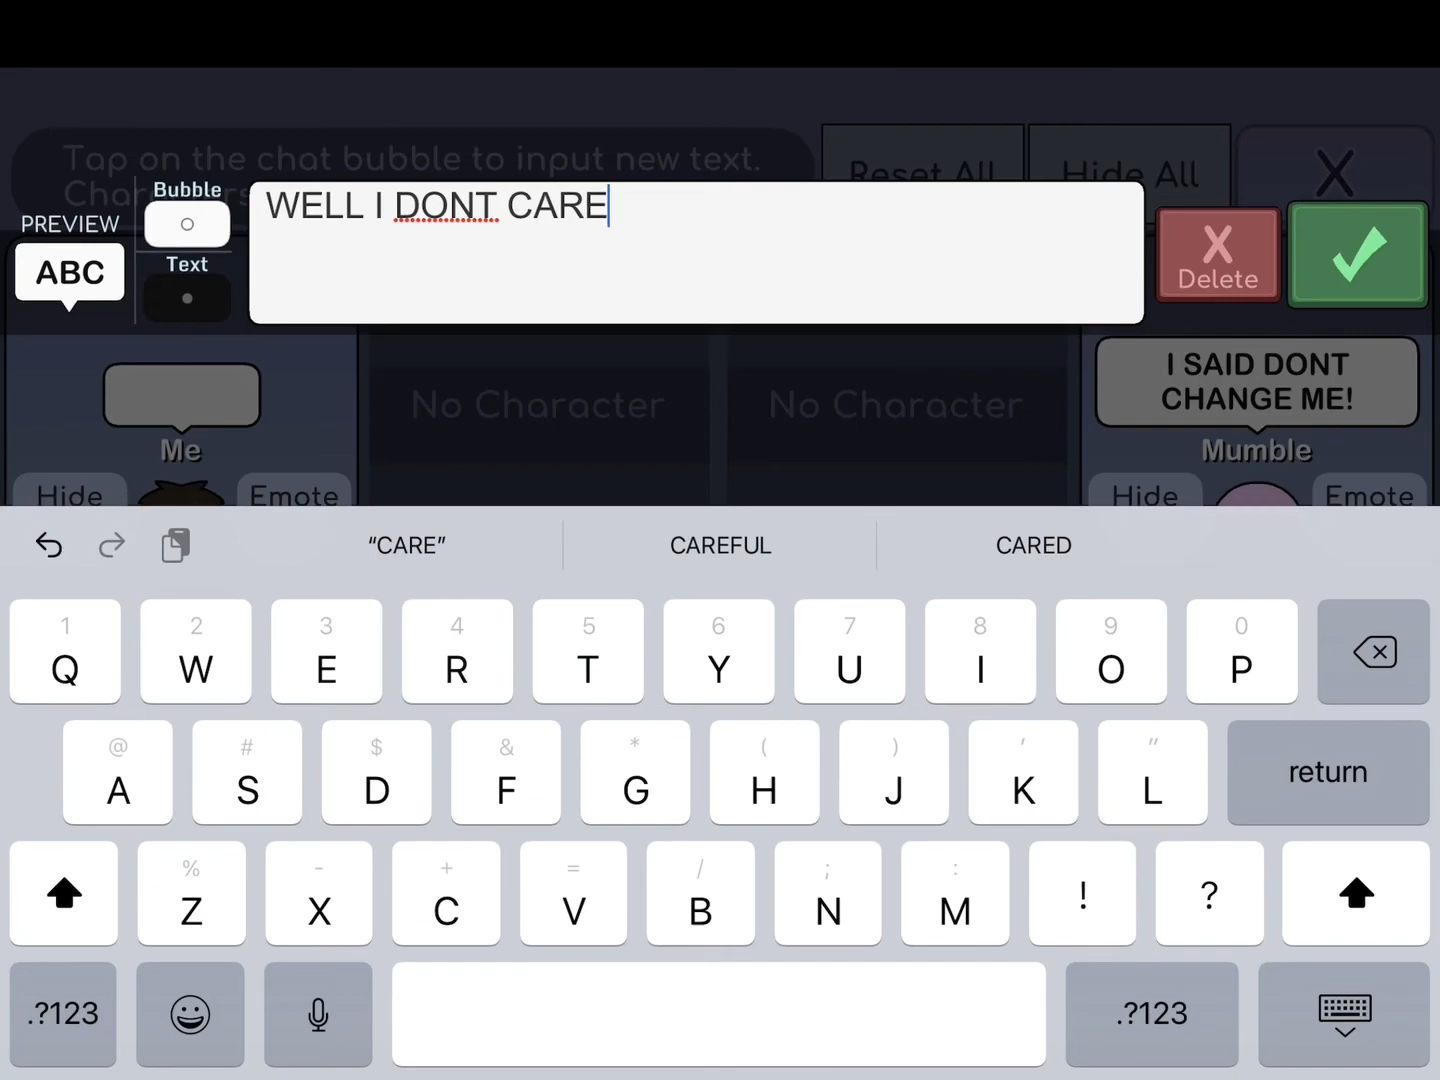 Tap on the chat bubble to input new text.
Reset All
Hide All
X
Bubble
PREVIEW
ABC
Text
WELL I DONT CARE
X
Delete
No Character
No Character
I SAID DONT
CHANGE ME!
Me
Mumble
Hide
Emote
Hide
Emote
“CARE”
CAREFUL
CARED
1 2 3 4 5 6 7 8 9 0
Q W E R T Y U I O P
@ # $ & * ( ) ' "
A S D F G H J K L
return
% - + = / ; :
Z X C V B N M ! ?
.?123
.?123